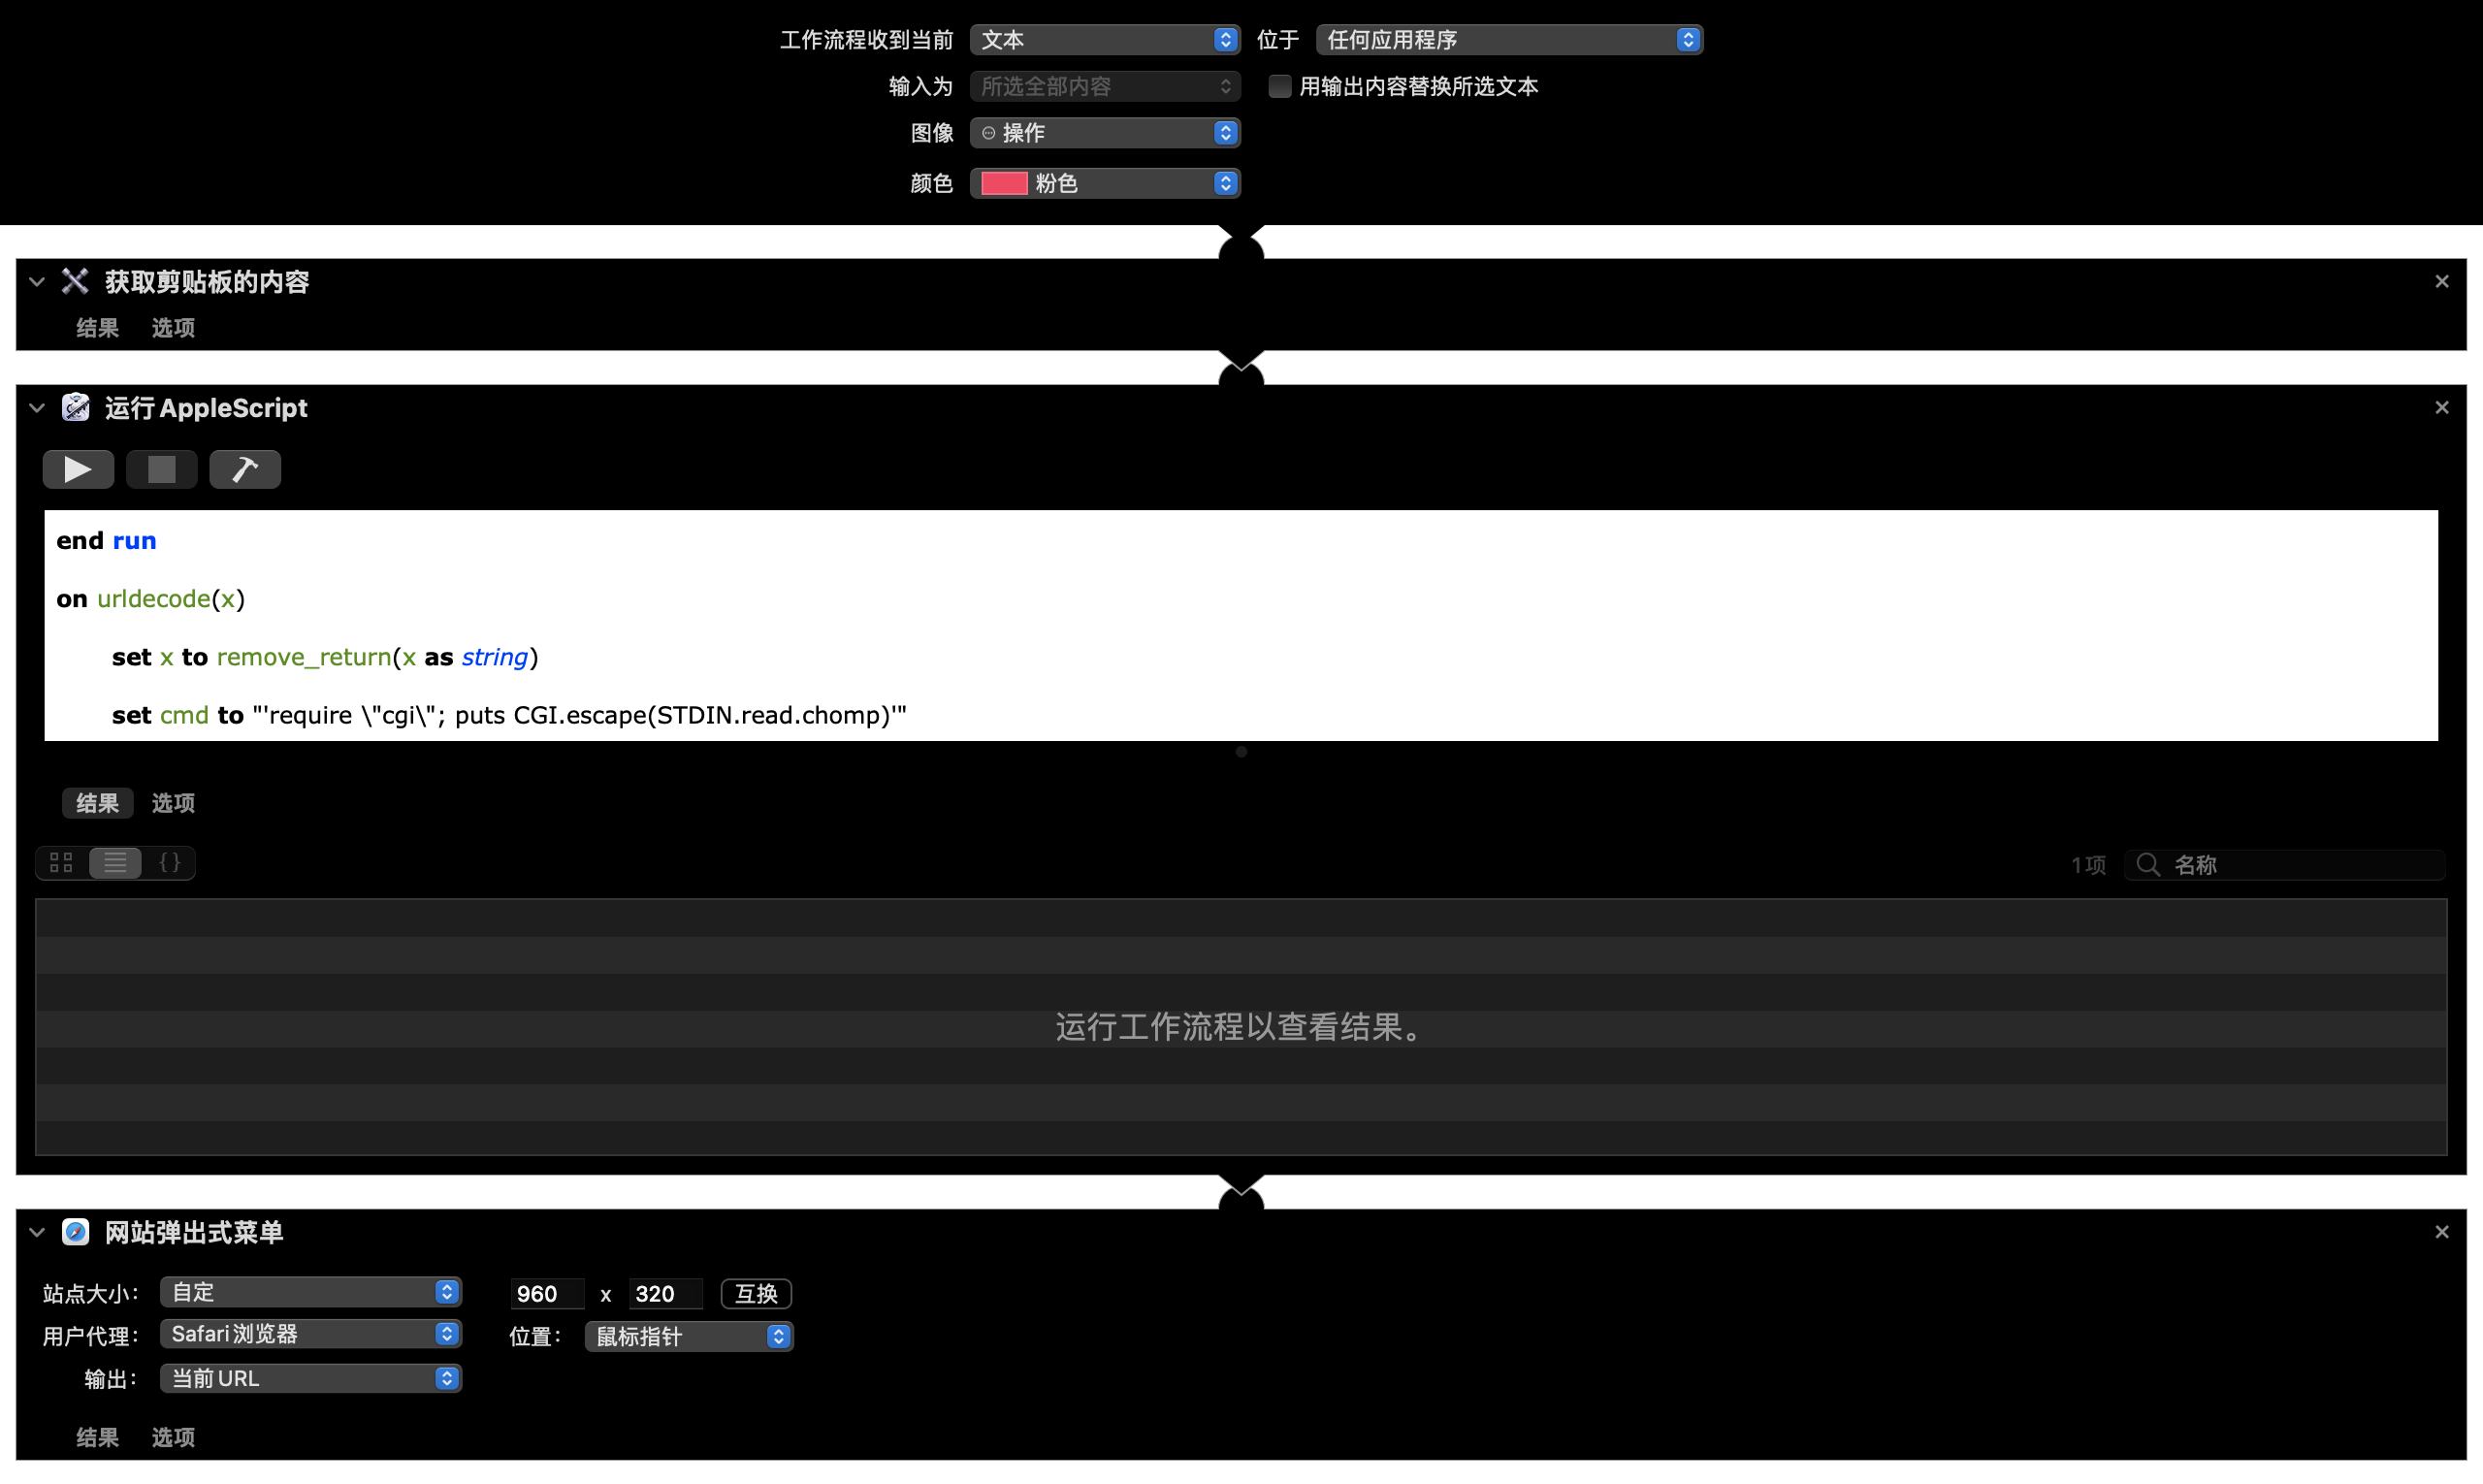 工作流程收到当前 文本 位于 任何应用程序
输入为 所选全部内容 用输出内容替换所选文本
图像 操作
颜色 粉色
获取剪贴板的内容
结果 选项
运行 AppleScript
end run
on urldecode(x)
set x to remove_return(x as string)
set cmd to "'require \"cgi\"; puts CGI.escape(STDIN.read.chomp)'"
结果 选项
{} 1项 名称
运行工作流程以查看结果。
网站弹出式菜单
站点大小： 自定 960 x 320 互换
用户代理： Safari 浏览器 位置： 鼠标指针
输出： 当前 URL
结果 选项